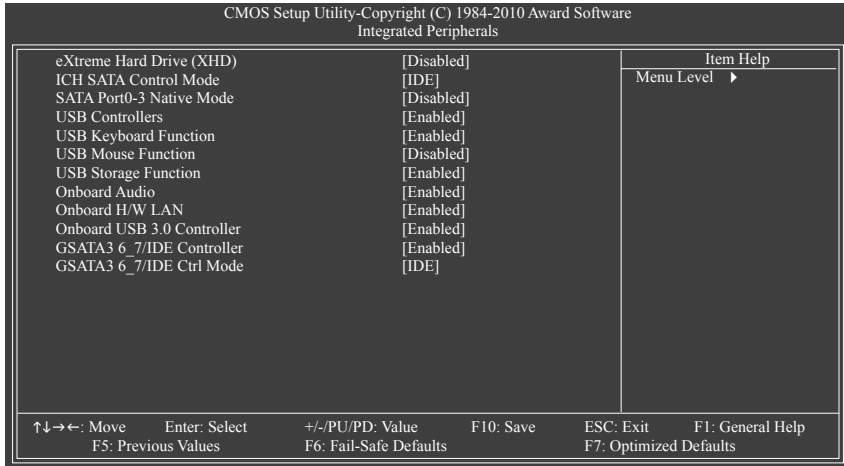 CMOS Setup Utility-Copyright (C) 1984-2010 Award Software
Integrated Peripherals
eXtreme Hard Drive (XHD) [Disabled]
ICH SATA Control Mode [IDE]
SATA Port0-3 Native Mode [Disabled]
USB Controllers [Enabled]
USB Keyboard Function [Enabled]
USB Mouse Function [Disabled]
USB Storage Function [Enabled]
Onboard Audio [Enabled]
Onboard H/W LAN [Enabled]
Onboard USB 3.0 Controller [Enabled]
GSATA3 6_7/IDE Controller [Enabled]
GSATA3 6_7/IDE Ctrl Mode [IDE]
Item Help
Menu Level ▶
↑↓→←: Move Enter: Select +/-/PU/PD: Value F10: Save ESC: Exit F1: General Help
F5: Previous Values F6: Fail-Safe Defaults F7: Optimized Defaults